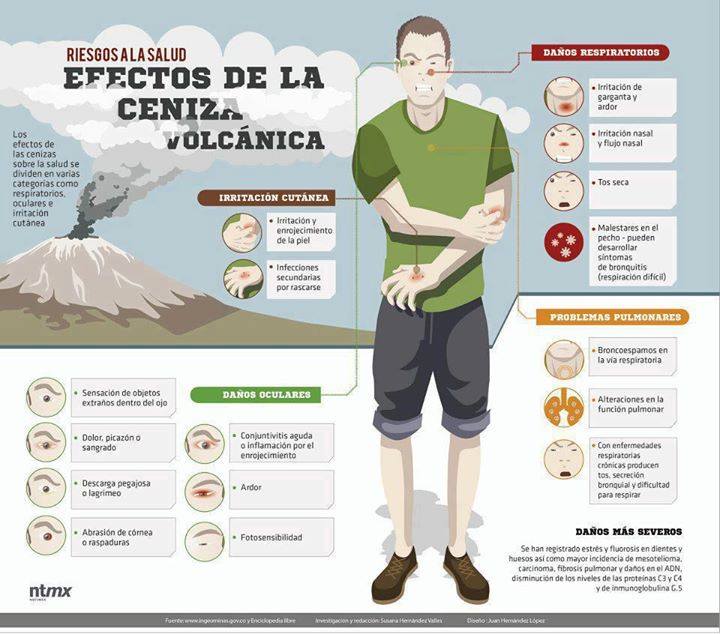 RIESGOS A LA SALUD
EFECTOS DE LA
CENIZA
VOLCÁNICA
Los
efectos de
las cenizas
sobre la salud se
dividen en varias
categorías como
respiratorios,
oculares e
irritación
cutánea
IRRITACIÓN CUTÁNEA
• Irritación y
enrojecimiento
de la piel
• Infecciones
secundarias
por rascarse
DAÑOS RESPIRATORIOS
• Irritación de
garganta y
ardor
• Irritación nasal
y flujo nasal
• Tos seca
• Malestares en el
pecho - pueden
desarrollar
síntomas
de bronquitis
(respiración difícil)
PROBLEMAS PULMONARES
• Broncoespamos en
la vía respiratoria
• Alteraciones en la
función pulmonar
• Con enfermedades
respiratorias
crónicas producen
tos, secreción
bronquial y dificultad
para respirar
DAÑOS OCULARES
• Sensación de objetos
extraños dentro del ojo
• Dolor, picazón o
sangrado
• Descarga pegajosa
o lagrimeo
• Abrasión de córnea
o raspaduras
• Conjuntivitis aguda
o inflamación por el
enrojecimiento
• Ardor
• Fotosensibilidad
DAÑOS MÁS SEVEROS
Se han registrado estrés y fluorosis en dientes y
huesos así como mayor incidencia de mesotelioma,
carcinoma, fibrosis pulmonar y daños en el ADN,
disminución de los niveles de las proteínas C3 y C4
y de inmunoglobulina G.5
ntmx
NOTIMEX
Fuente: www.ingeominas.gov.co y Enciclopedia libre Investigación y redacción: Susana Hernández Valles Diseño: Juan Hernández López